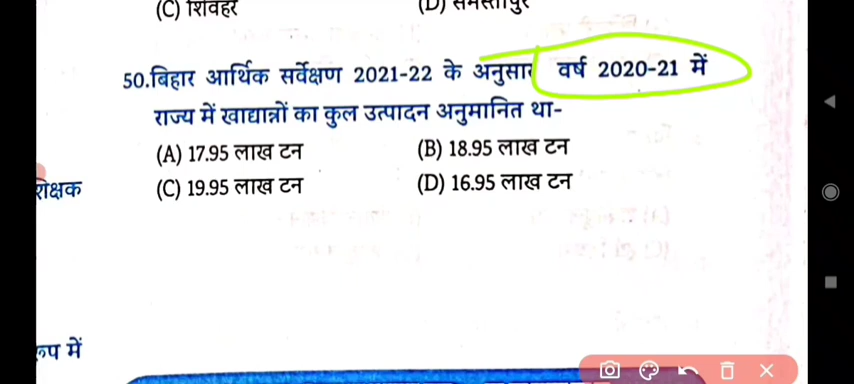 (C) शिवहर (D) समस्तीपुर
50.बिहार आर्थिक सर्वेक्षण 2021-22 के अनुसार वर्ष 2020-21 में
राज्य में खाद्यान्नों का कुल उत्पादन अनुमानित था-
(A) 17.95 लाख टन (B) 18.95 लाख टन
शिक्षक (C) 19.95 लाख टन (D) 16.95 लाख टन
रूप में